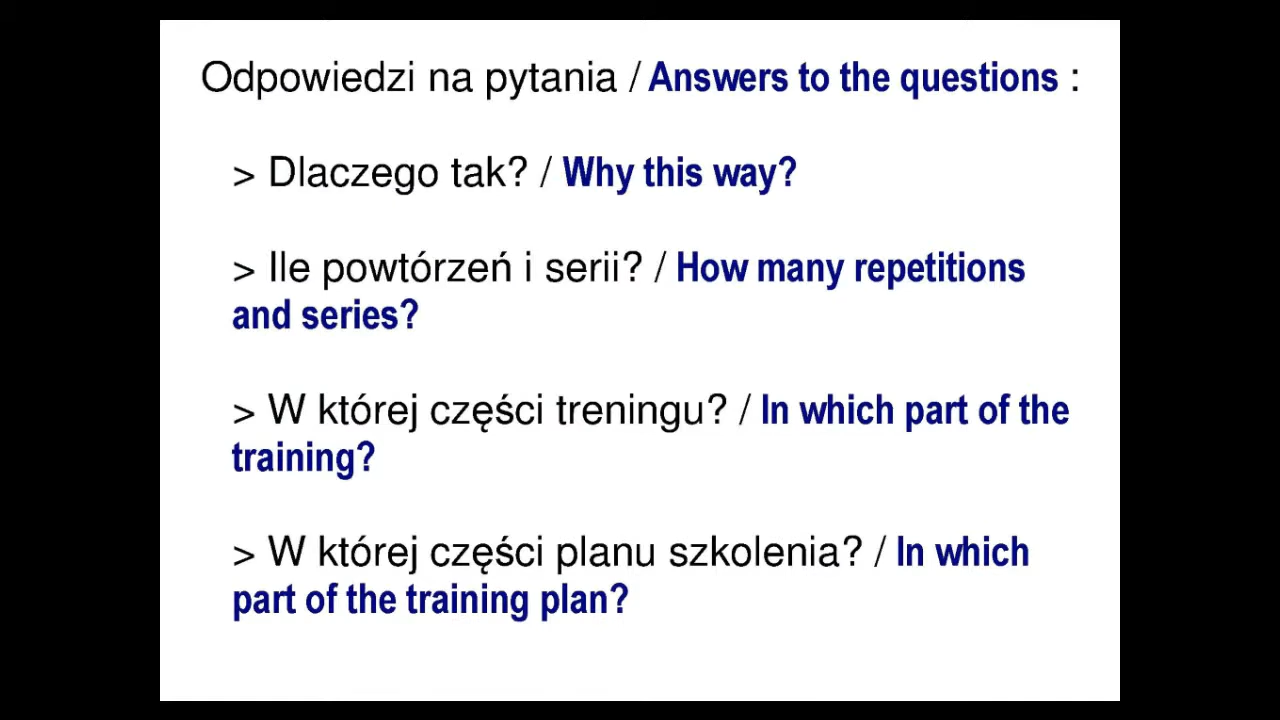 Odpowiedzi na pytania / Answers to the questions :
> Dlaczego tak? / Why this way?
> Ile powtórzeń i serii? / How many repetitions
and series?
> W której części treningu? / In which part of the
training?
> W której części planu szkolenia? / In which
part of the training plan?